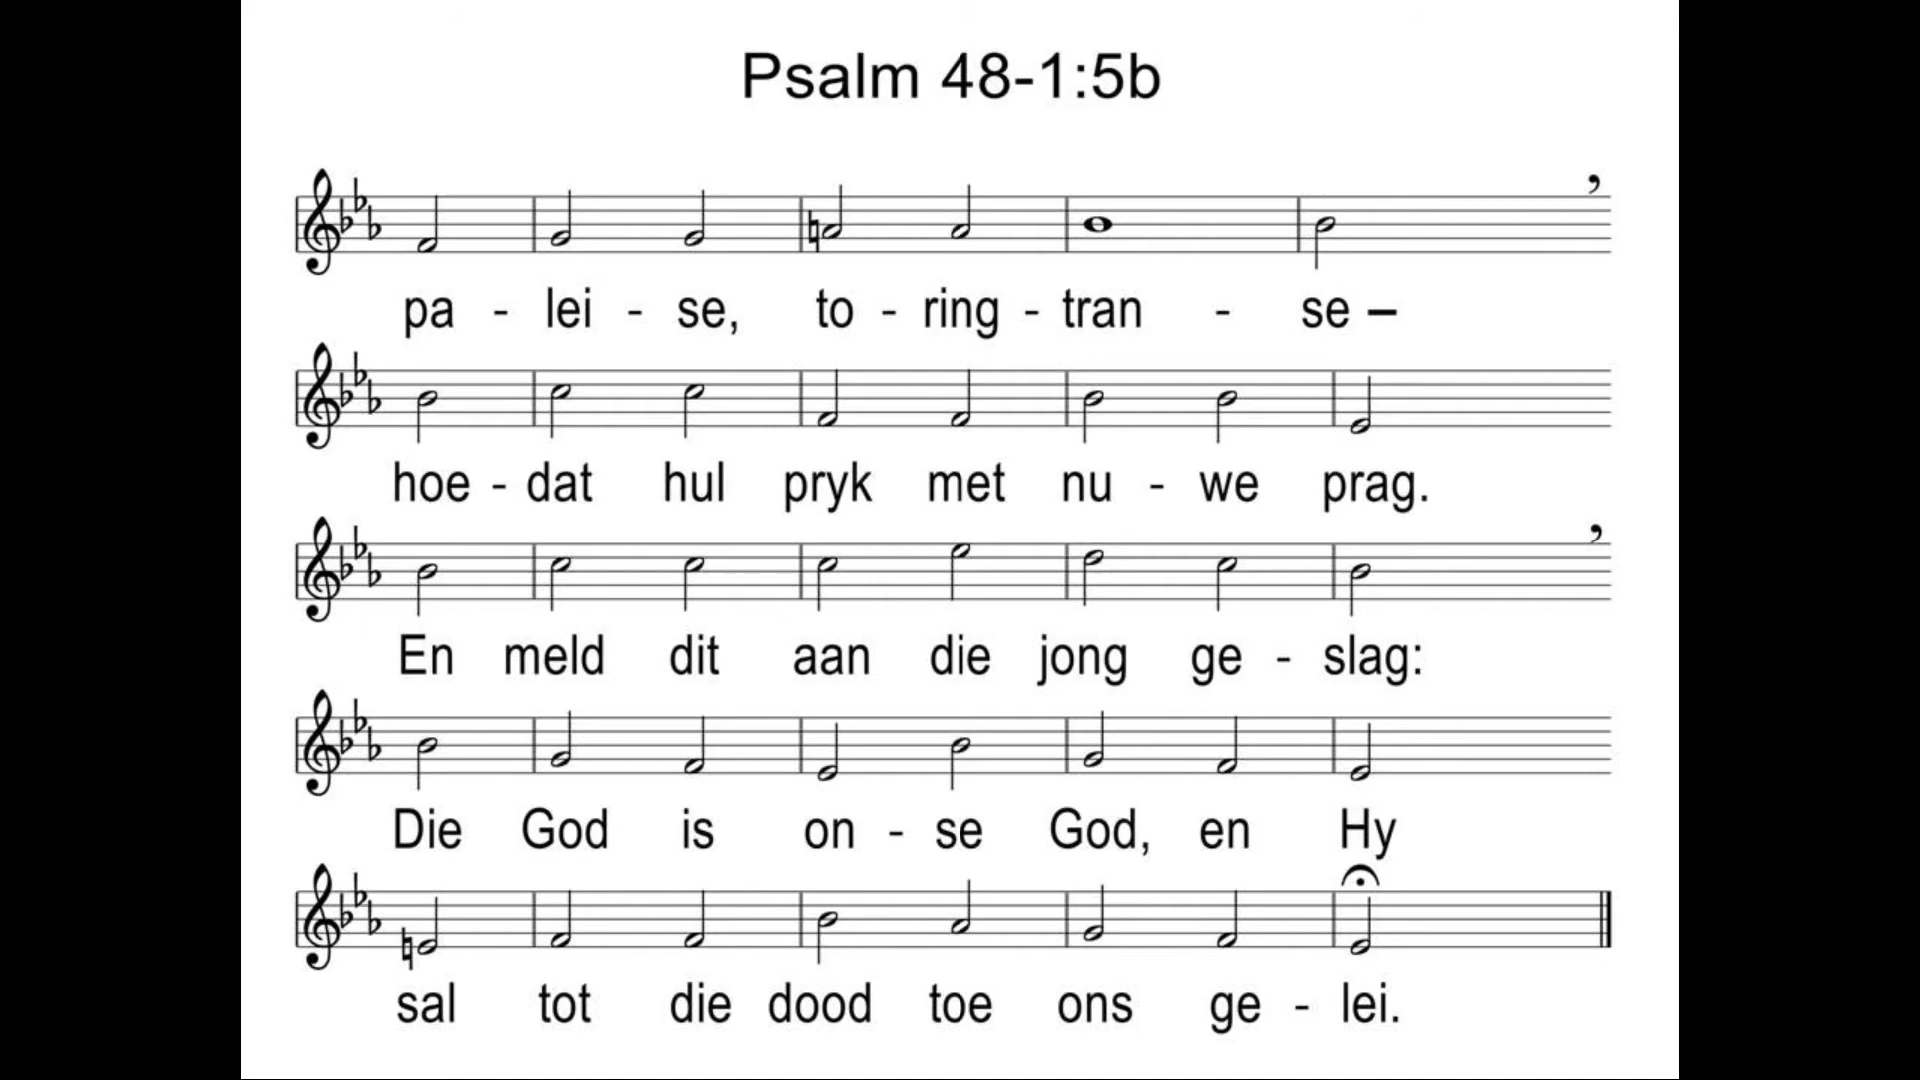 Psalm 48-1:5b
pa - lei - se, to - ring - tran - se –
hoe - dat hul pryk met nu - we prag.
En meld dit aan die jong ge - slag:
Die God is on - se God, en Hy
sal tot die dood toe ons ge - lei.